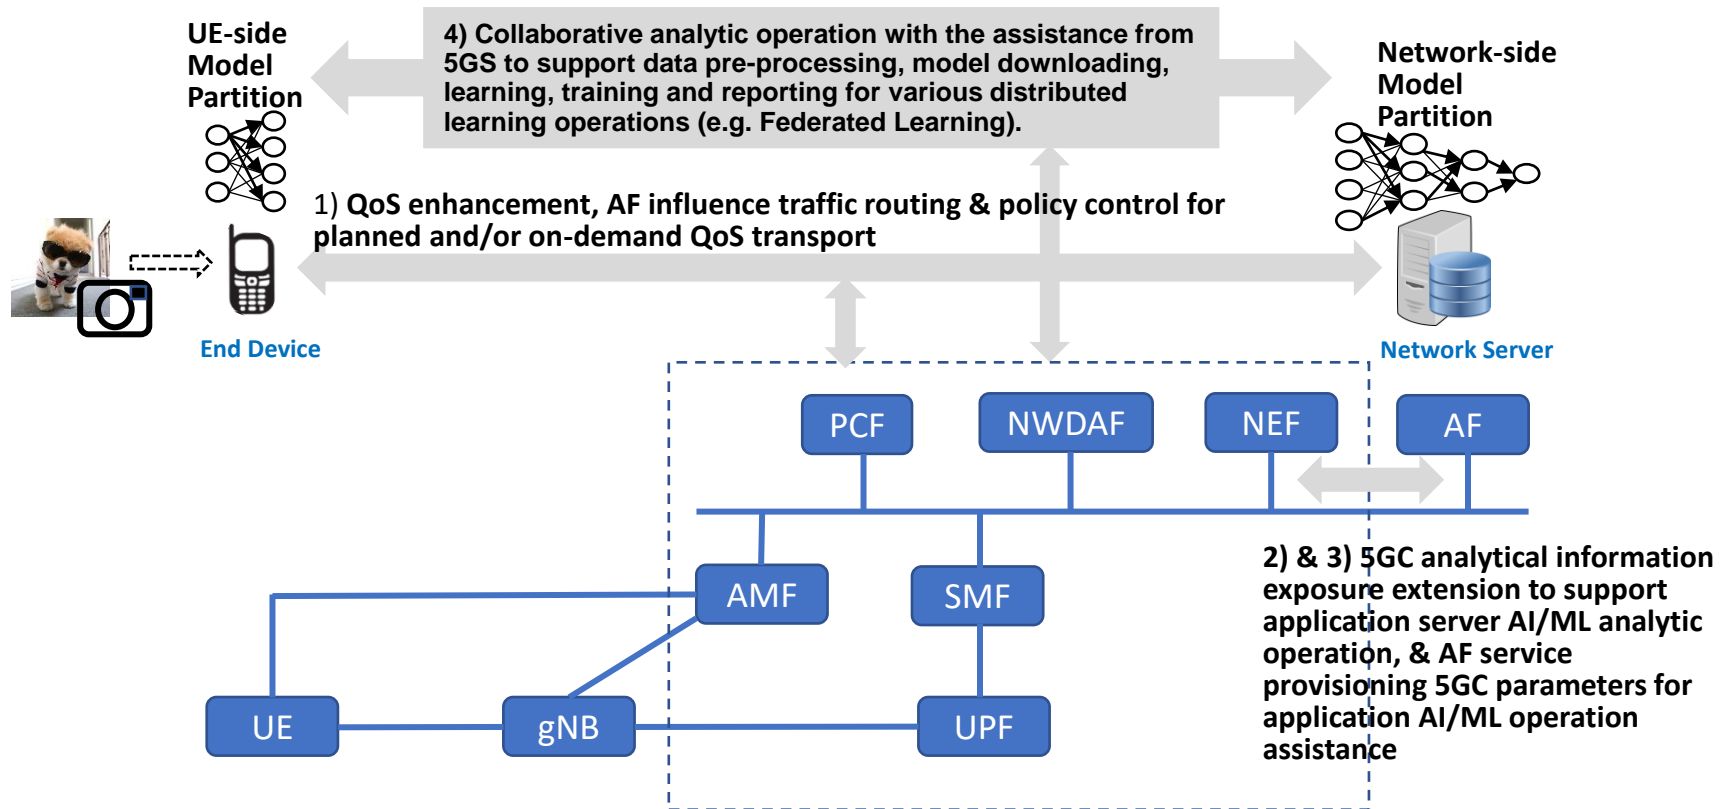 UE-side
Model
Partition
4) Collaborative analytic operation with the assistance from
5GS to support data pre-processing, model downloading,
learning, training and reporting for various distributed
learning operations (e.g. Federated Learning).
Network-side
Model
Partition
1) QoS enhancement, AF influence traffic routing & policy control for
planned and/or on-demand QoS transport
End Device
Network Server
PCF
NWDAF
NEF
AF
2) & 3) 5GC analytical information
exposure extension to support
application server AI/ML analytic
operation, & AF service
provisioning 5GC parameters for
application AI/ML operation
assistance
AMF
SMF
UE
gNB
UPF